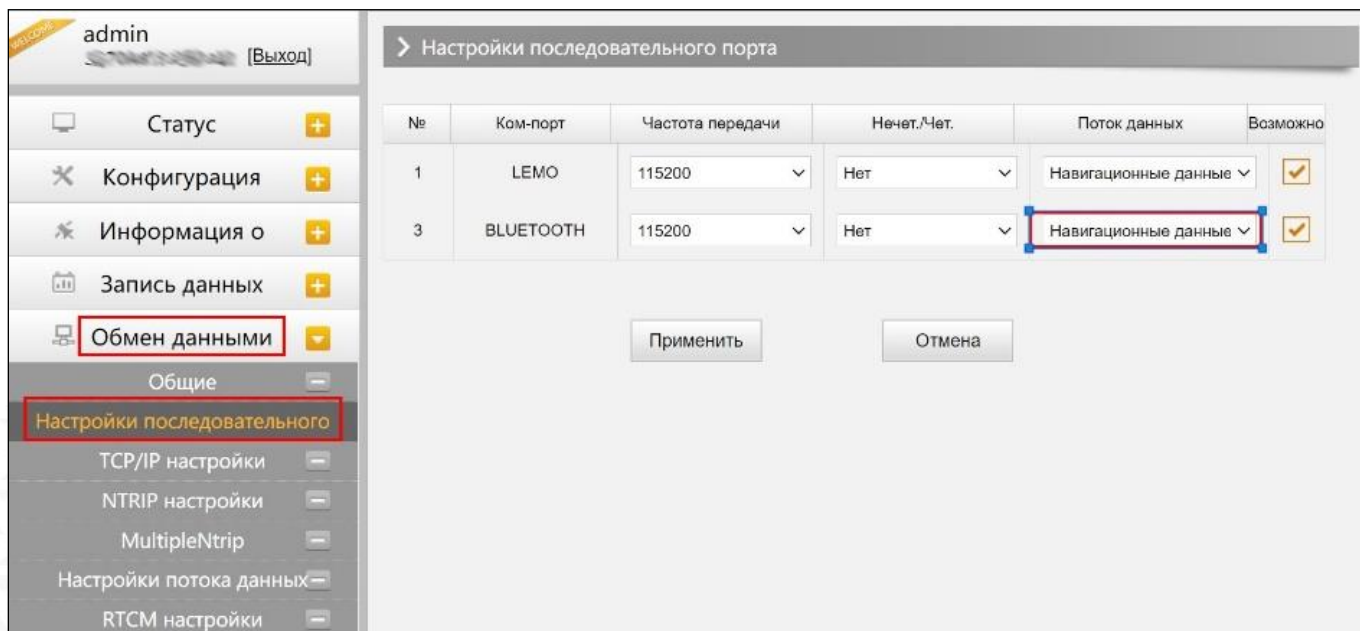 WELCOME
admin
[Выход]
Статус
Конфигурация
Информация о
Запись данных
Обмен данными
Общие
Настройки последовательного
TCP/IP настройки
NTRIP настройки
MultipleNtrip
Настройки потока данных
RTCM настройки
Настройки последовательного порта
№ Ком-порт Частота передачи Нечет./Чет. Поток данных Возможно
1 LEMO 115200 Нет Навигационные данные
3 BLUETOOTH 115200 Нет Навигационные данные
Применить Отмена